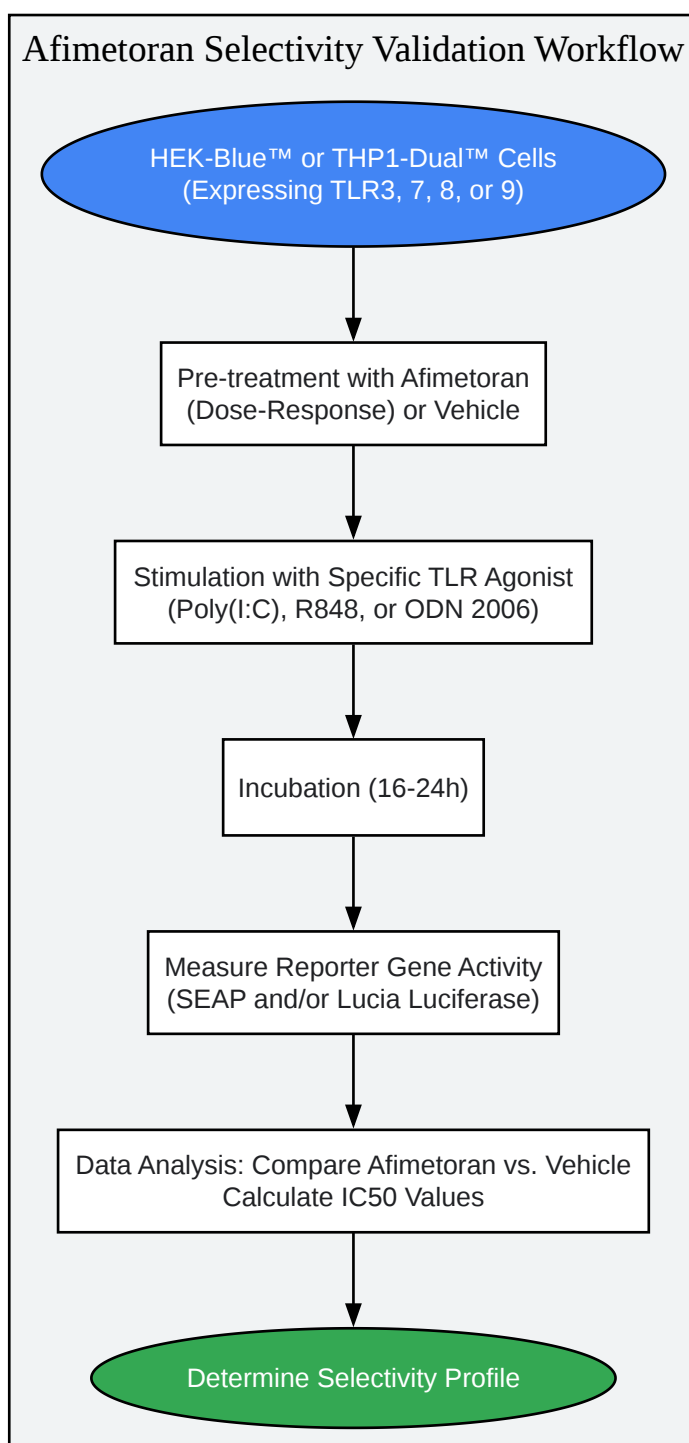 Afimetoran Selectivity Validation Workflow
HEK-Blue™ or THP1-Dual™ Cells
(Expressing TLR3, 7, 8, or 9)
Pre-treatment with Afimetoran
(Dose-Response) or Vehicle
Stimulation with Specific TLR Agonist
(Poly(I:C), R848, or ODN 2006)
Incubation (16-24h)
Measure Reporter Gene Activity
(SEAP and/or Lucia Luciferase)
Data Analysis: Compare Afimetoran vs. Vehicle
Calculate IC50 Values
Determine Selectivity Profile